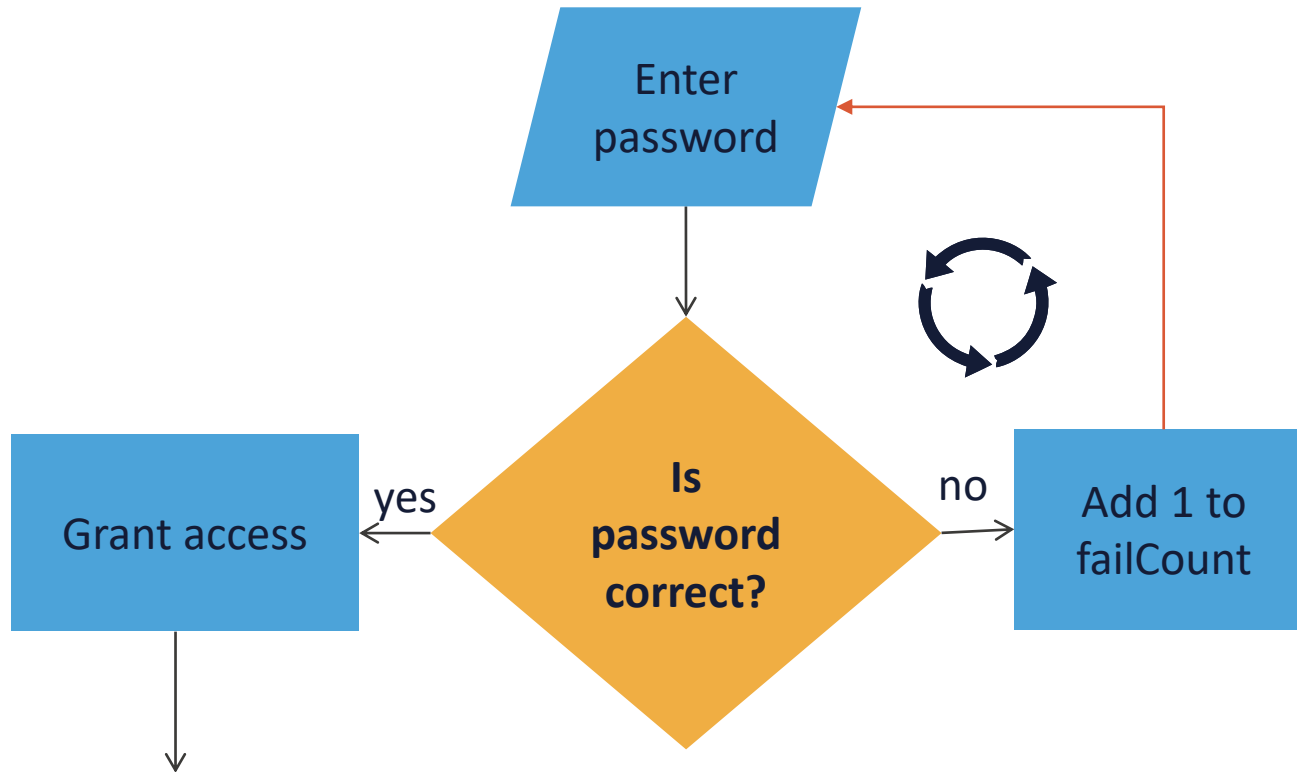 Enter
password
Is
password
correct?
yes
no
Grant access
Add 1 to
failCount